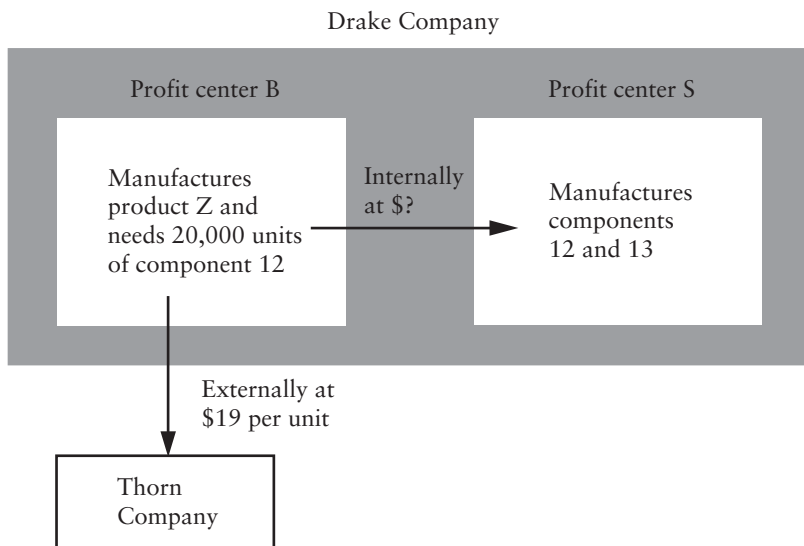 Drake Company
Profit center B
Profit center S
Manufactures
product Z and
needs 20,000 units
of component 12
Internally
at $?
Manufactures
components
12 and 13
Externally at
$19 per unit
Thorn
Company